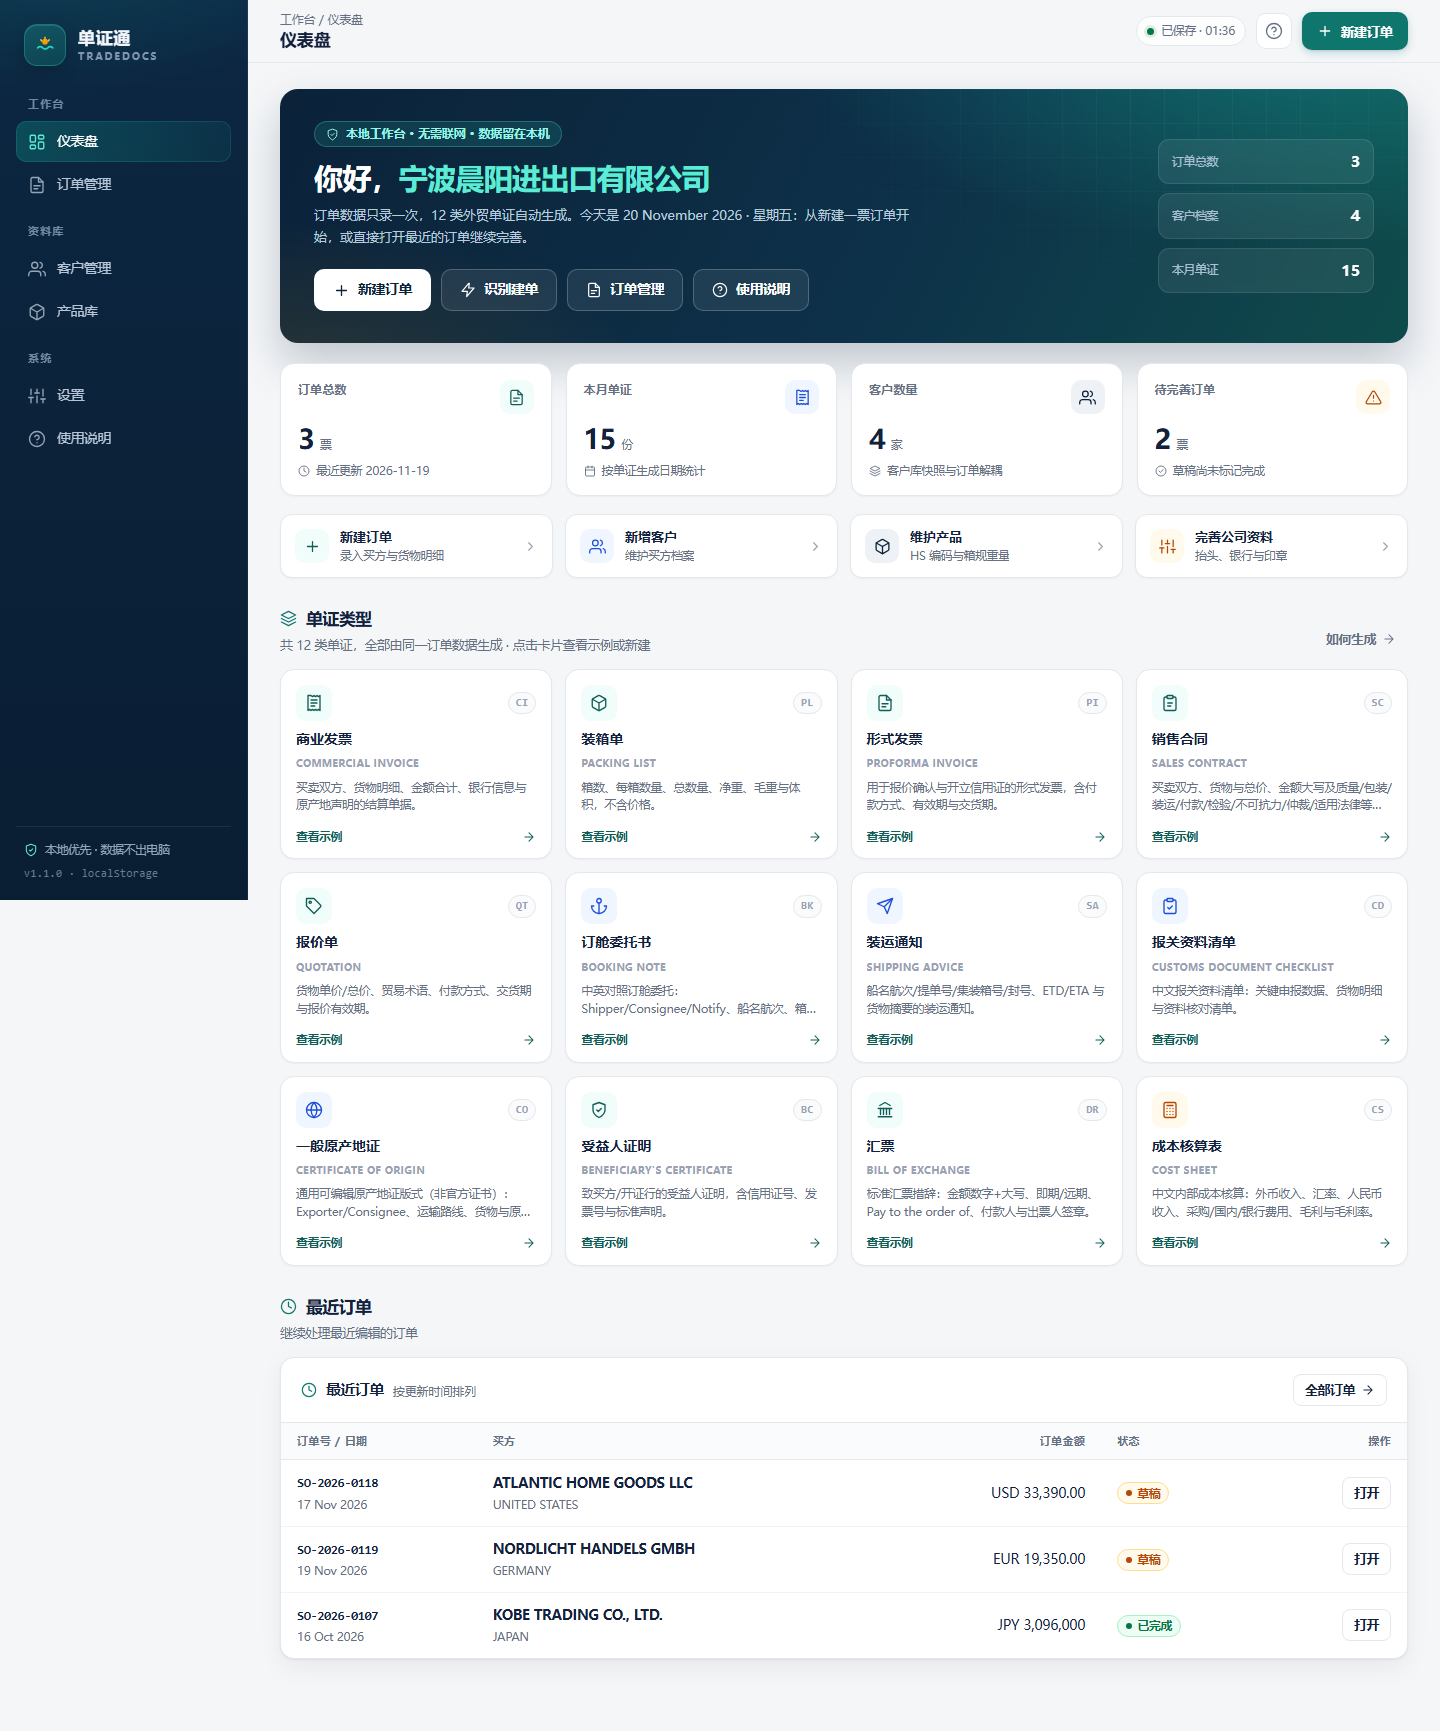 单证通
TRADEDOCS
工作台
仪表盘
订单管理
资料库
客户管理
产品库
系统
设置
使用说明
本地优先 · 数据不出电脑
v1.1.0 · localStorage
工作台 / 仪表盘
仪表盘
已保存 · 01:36
新建订单
本地工作台 • 无需联网 • 数据留在本机
你好，宁波晨阳进出口有限公司
订单数据只录一次，12 类外贸单证自动生成。今天是 20 November 2026 · 星期五：从新建一票订单开
始，或直接打开最近的订单继续完善。
新建订单
识别建单
订单管理
使用说明
订单总数 3
客户档案 4
本月单证 15
订单总数
3 票
最近更新 2026-11-19
本月单证
15 份
按单证生成日期统计
客户数量
4 家
客户库快照与订单解耦
待完善订单
2 票
草稿尚未标记完成
新建订单
录入买方与货物明细
新增客户
维护买方档案
维护产品
HS 编码与箱规重量
完善公司资料
抬头、银行与印章
单证类型
共 12 类单证，全部由同一订单数据生成 · 点击卡片查看示例或新建
如何生成
CI
商业发票
COMMERCIAL INVOICE
买卖双方、货物明细、金额合计、银行信息与
原产地声明的结算单据。
查看示例
PL
装箱单
PACKING LIST
箱数、每箱数量、总数量、净重、毛重与体
积，不含价格。
查看示例
PI
形式发票
PROFORMA INVOICE
用于报价确认与开立信用证的形式发票，含付
款方式、有效期与交货期。
查看示例
SC
销售合同
SALES CONTRACT
买卖双方、货物与总价、金额大写及质量/包装/
装运/付款/检验/不可抗力/仲裁/适用法律等...
查看示例
QT
报价单
QUOTATION
货物单价/总价、贸易术语、付款方式、交货期
与报价有效期。
查看示例
BK
订舱委托书
BOOKING NOTE
中英对照订舱委托：
Shipper/Consignee/Notify、船名航次、箱...
查看示例
SA
装运通知
SHIPPING ADVICE
船名航次/提单号/集装箱号/封号、ETD/ETA 与
货物摘要的装运通知。
查看示例
CD
报关资料清单
CUSTOMS DOCUMENT CHECKLIST
中文报关资料清单：关键申报数据、货物明细
与资料核对清单。
查看示例
CO
一般原产地证
CERTIFICATE OF ORIGIN
通用可编辑原产地证版式（非官方证书）：
Exporter/Consignee、运输路线、货物与原...
查看示例
BC
受益人证明
BENEFICIARY'S CERTIFICATE
致买方/开证行的受益人证明，含信用证号、发
票号与标准声明。
查看示例
DR
汇票
BILL OF EXCHANGE
标准汇票措辞：金额数字+大写、即期/远期、
Pay to the order of、付款人与出票人签章。
查看示例
CS
成本核算表
COST SHEET
中文内部成本核算：外币收入、汇率、人民币
收入、采购/国内/银行费用、毛利与毛利率。
查看示例
最近订单
继续处理最近编辑的订单
最近订单 按更新时间排列
全部订单
订单号 / 日期 买方 订单金额 状态 操作
SO-2026-0118 ATLANTIC HOME GOODS LLC USD 33,390.00 草稿 打开
17 Nov 2026 UNITED STATES
SO-2026-0119 NORDLICHT HANDELS GMBH EUR 19,350.00 草稿 打开
19 Nov 2026 GERMANY
SO-2026-0107 KOBE TRADING CO., LTD. JPY 3,096,000 已完成 打开
16 Oct 2026 JAPAN